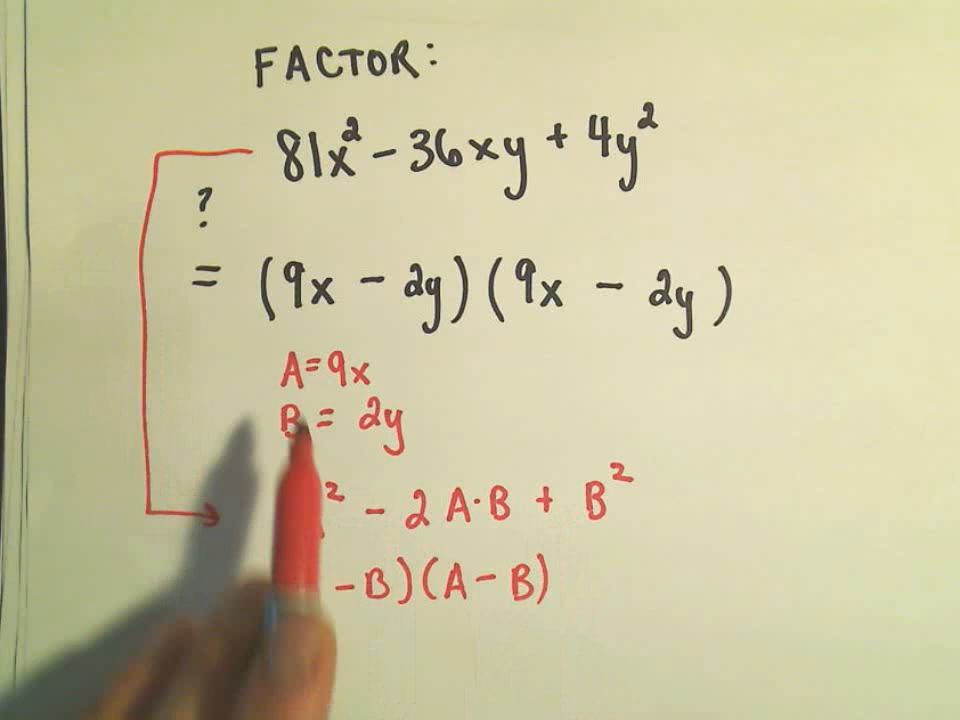 FACTOR:
81x² - 36xy + 4y²
?
= (9x - 2y)(9x - 2y)
A = 9x
B = 2y
² - 2A·B + B²
- B)(A - B)